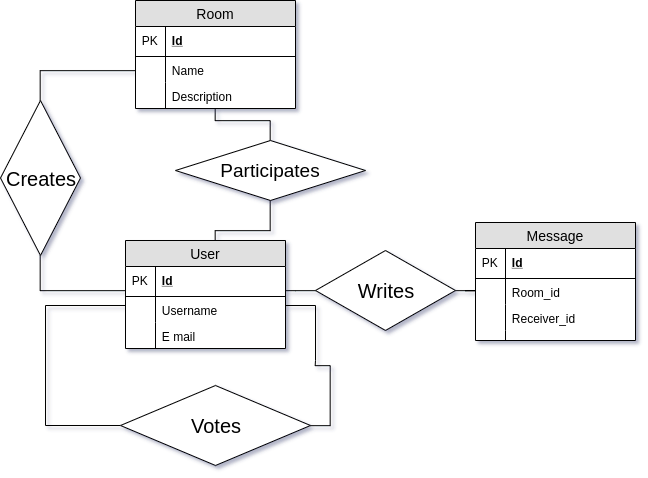 Room
PK Id
Name
Description
Creates
Participates
User
PK Id
Username
E mail
Writes
Message
PK Id
Room_id
Receiver_id
Votes